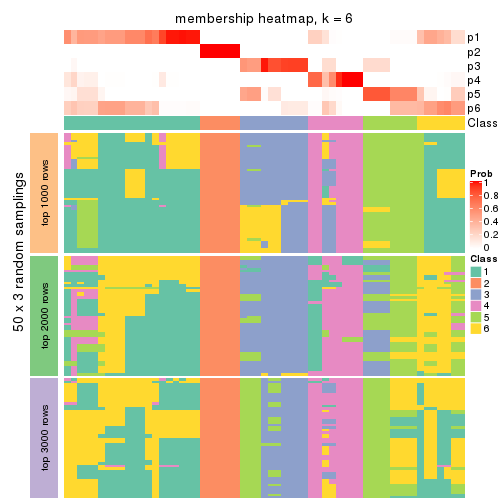 membership heatmap, k = 6
p1
p2
p3
p4
p5
p6
Class
50 x 3 random samplings
top 1000 rows
top 2000 rows
top 3000 rows
Prob
1
0.8
0.6
0.4
0.2
0
Class
1
2
3
4
5
6